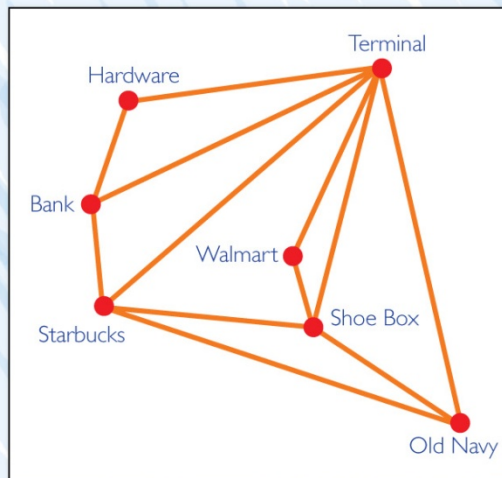 Terminal
Hardware
Bank
Walmart
Shoe Box
Starbucks
Old Navy